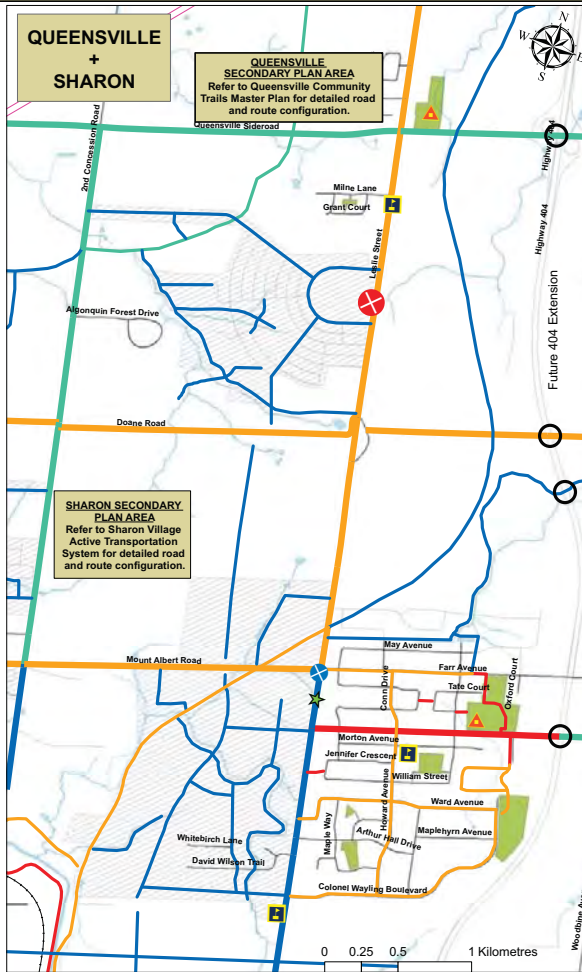 QUEENSVILLE
+
SHARON
QUEENSVILLE
SECONDARY PLAN AREA
Refer to Queensville Community
Trails Master Plan for detailed road
and route configuration.
N
W
E
S
2nd Concession Road
Queensville Sideroad
Highway 404
Milne Lane
Grant Court
Leslie Street
Highway 404
Algonquin Forest Drive
Future 404 Extension
Doane Road
SHARON SECONDARY
PLAN AREA
Refer to Sharon Village
Active Transportation
System for detailed road
and route configuration.
May Avenue
Mount Albert Road
Farr Avenue
Conn Drive
Tate Court
Oxford Court
Morton Avenue
Jennifer Crescent
William Street
Howard Avenue
Ward Avenue
Maple Way
Arthur Hall Drive
Maplehyrn Avenue
Whitebirch Lane
David Wilson Trail
Colonel Wayling Boulevard
Woodbine Av
0 0.25 0.5 1 Kilometres